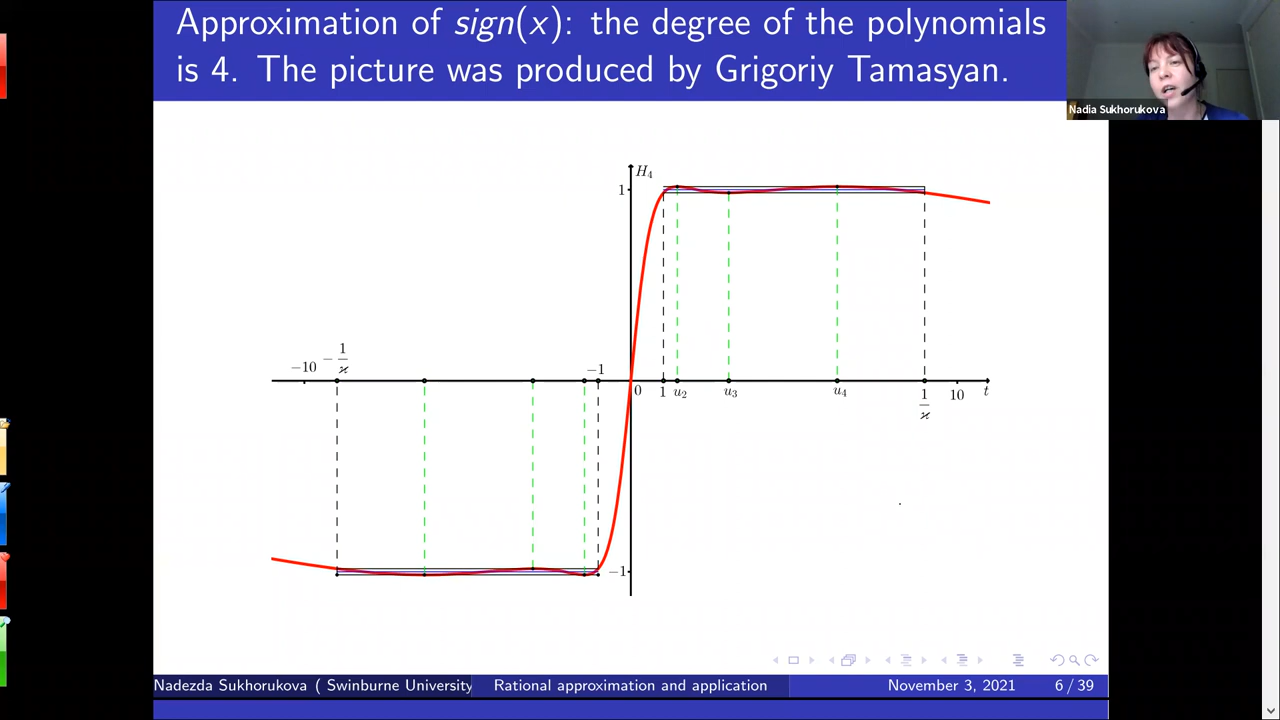 Approximation of sign(x): the degree of the polynomials
is 4. The picture was produced by Grigoriy Tamasyan.
Nadia Sukhorukova
H₄
1
−10
−1/ϰ
−1
0
1
u₂
u₃
u₄
1/ϰ
10
t
−1
Nadezda Sukhorukova ( Swinburne University
Rational approximation and application
November 3, 2021
6 / 39